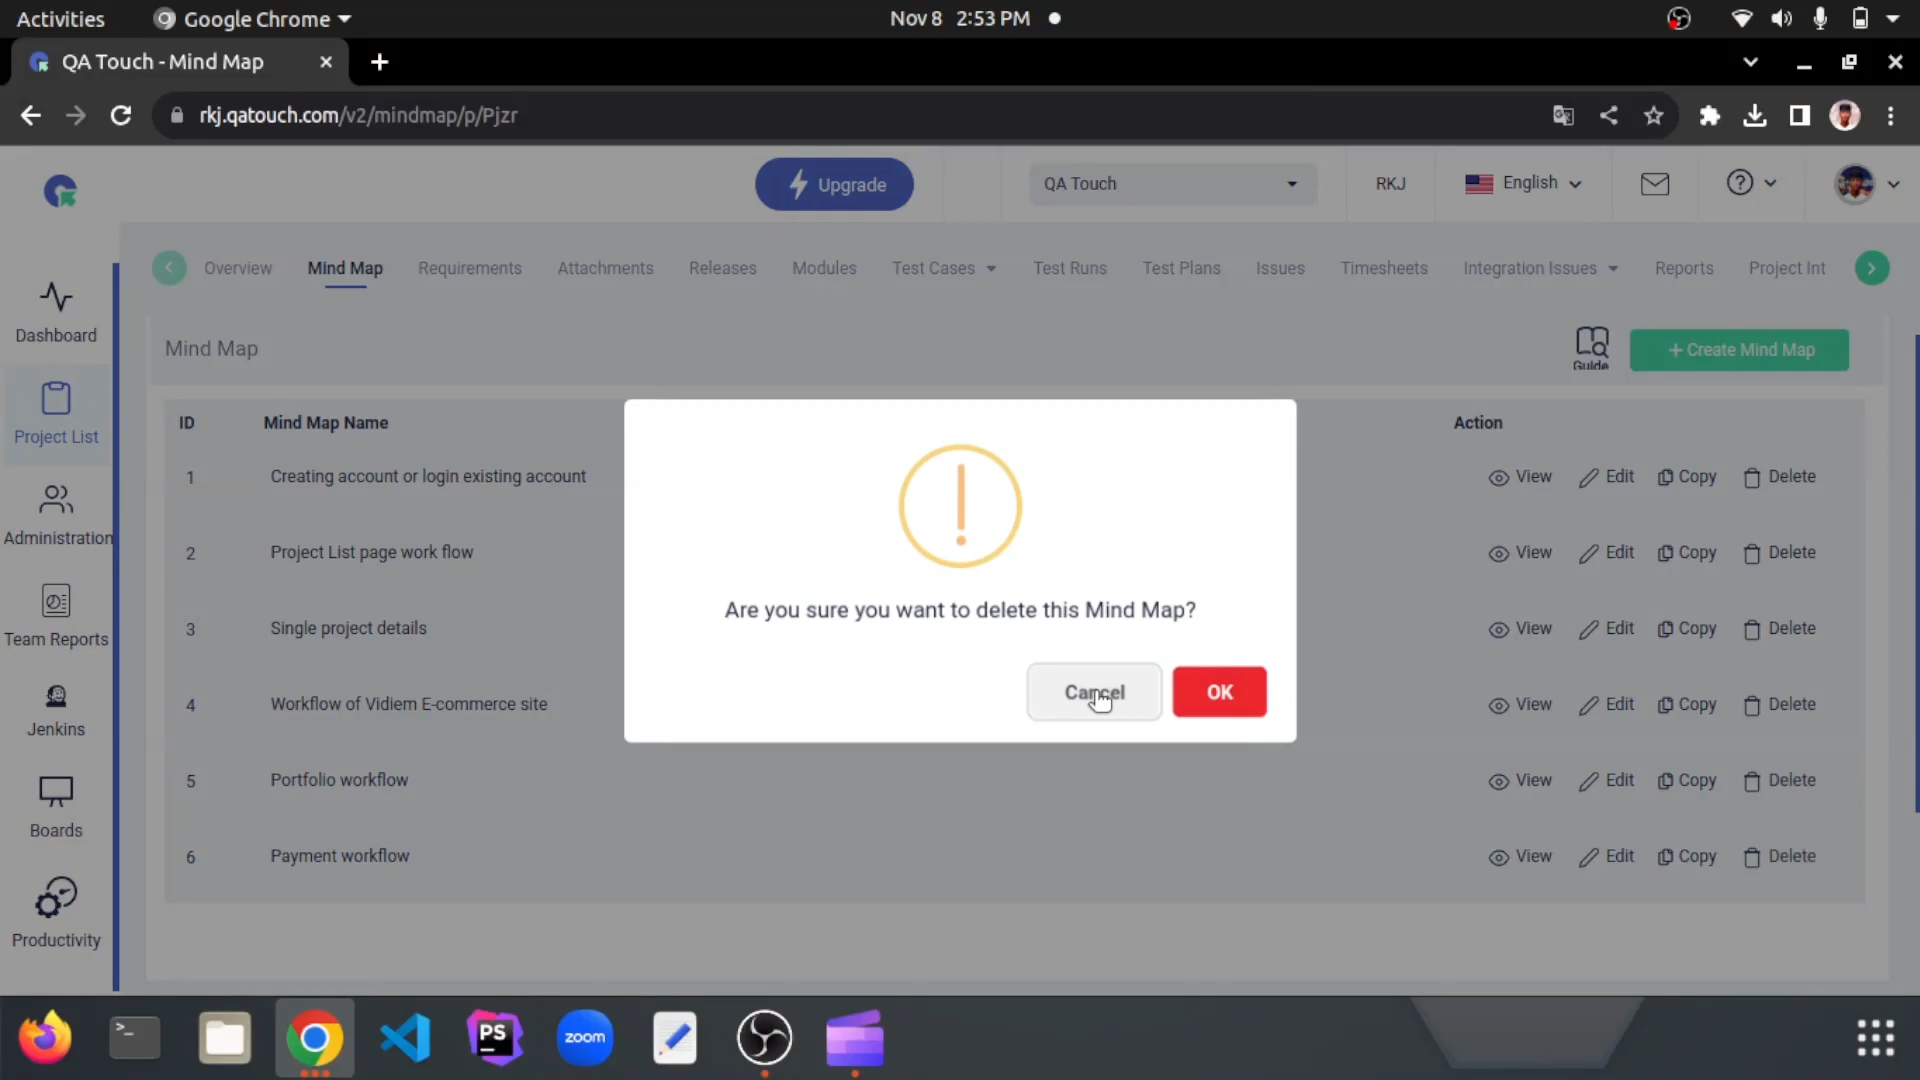 Activities Google Chrome Nov 8 2:53 PM
QA Touch - Mind Map
rkj.qatouch.com/v2/mindmap/p/Pjzr
Upgrade QA Touch RKJ English
Overview Mind Map Requirements Attachments Releases Modules Test Cases Test Runs Test Plans Issues Timesheets Integration Issues Reports Project Int
Dashboard
Project List
Administration
Team Reports
Jenkins
Boards
Productivity
Mind Map Guide + Create Mind Map
ID Mind Map Name Action
1 Creating account or login existing account View Edit Copy Delete
2 Project List page work flow View Edit Copy Delete
3 Single project details View Edit Copy Delete
4 Workflow of Vidiem E-commerce site View Edit Copy Delete
5 Portfolio workflow View Edit Copy Delete
6 Payment workflow View Edit Copy Delete
Are you sure you want to delete this Mind Map?
Cancel OK
>_ PS zoom